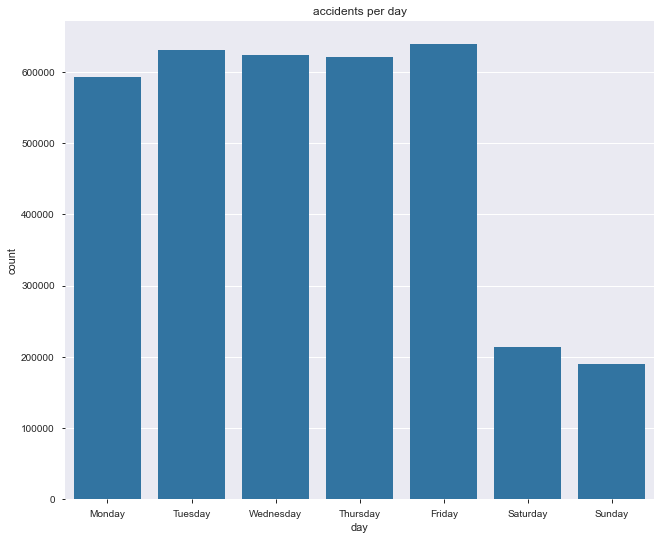 accidents per day
600000
500000
400000
300000
200000
100000
0
count
Monday Tuesday Wednesday Thursday Friday Saturday Sunday
day